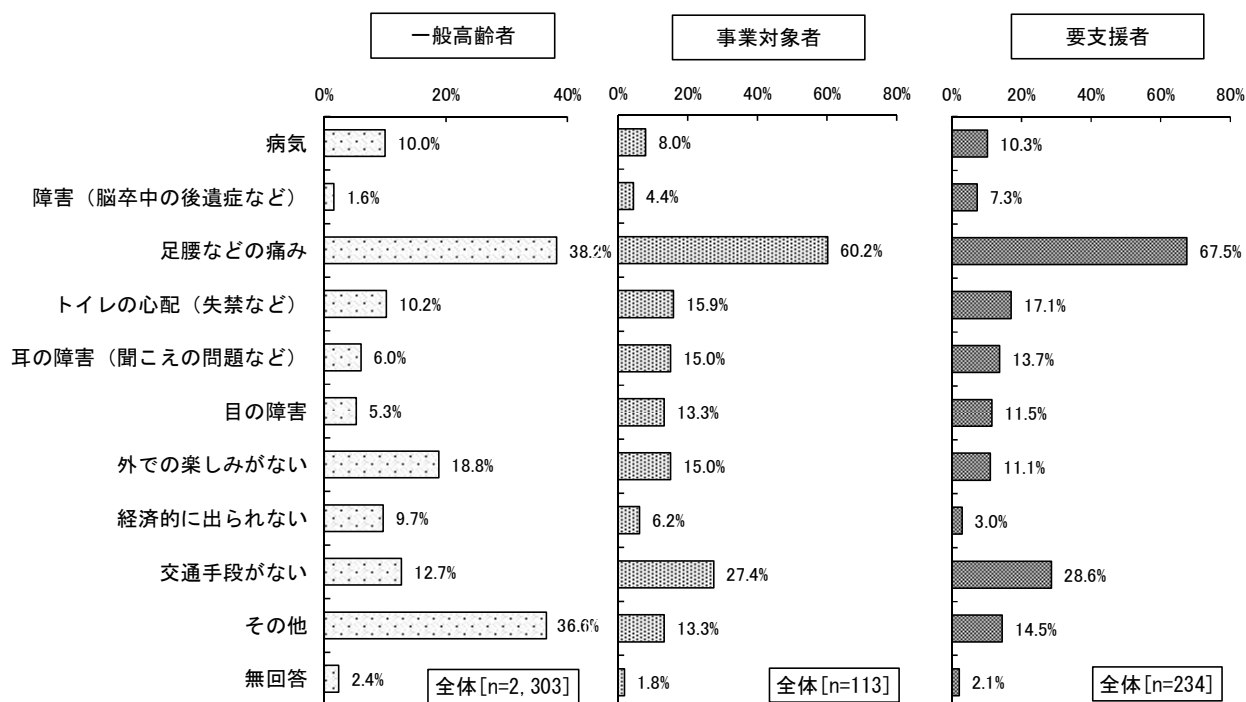 一般高齢者 事業対象者 要支援者
0% 20% 40% 0% 20% 40% 60% 80% 0% 20% 40% 60% 80%
病気 10.0% 8.0% 10.3%
障害（脳卒中の後遺症など） 1.6% 4.4% 7.3%
足腰などの痛み 38.2% 60.2% 67.5%
トイレの心配（失禁など） 10.2% 15.9% 17.1%
耳の障害（聞こえの問題など） 6.0% 15.0% 13.7%
目の障害 5.3% 13.3% 11.5%
外での楽しみがない 18.8% 15.0% 11.1%
経済的に出られない 9.7% 6.2% 3.0%
交通手段がない 12.7% 27.4% 28.6%
その他 36.6% 13.3% 14.5%
無回答 2.4% 1.8% 2.1%
全体[n=2,303] 全体[n=113] 全体[n=234]